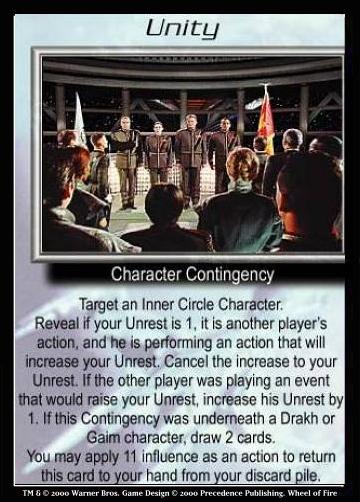 Unity
Character Contingency
Target an Inner Circle Character.
Reveal if your Unrest is 1, it is another player's
action, and he is performing an action that will
increase your Unrest. Cancel the increase to your
Unrest. If the other player was playing an event
that would raise your Unrest, increase his Unrest by
1. If this Contingency was underneath a Drakh or
Gaim character, draw 2 cards.
You may apply 11 influence as an action to return
this card to your hand from your discard pile.
TM & © 2000 Warner Bros. Game Design © 2000 Precedence Publishing. Wheel of Fire